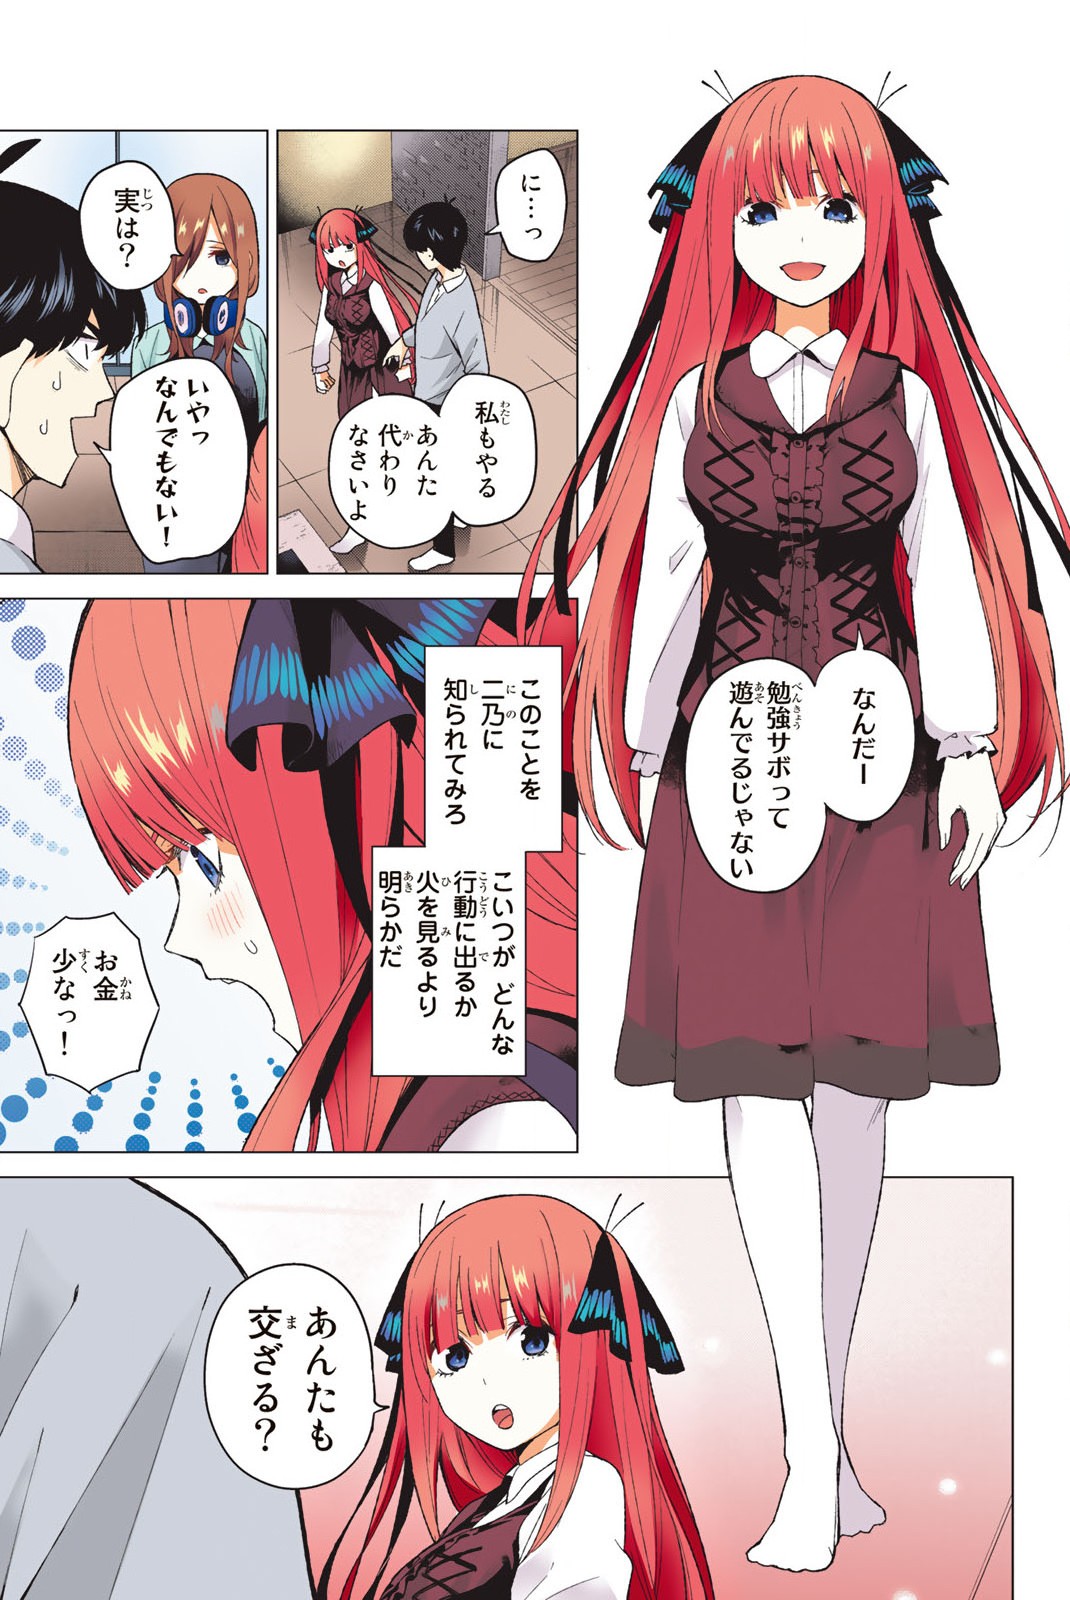 なんだー
勉強サボって
遊んでるじゃない
に…っ
私もやる
あんた
代わり
なさいよ
実は？
いやっ
なんでもない！
このことを
二乃に
知られてみろ
こいつが どんな
行動に出るか
火を見るより
明らかだ
お金
少なっ！
あんたも
交ざる？